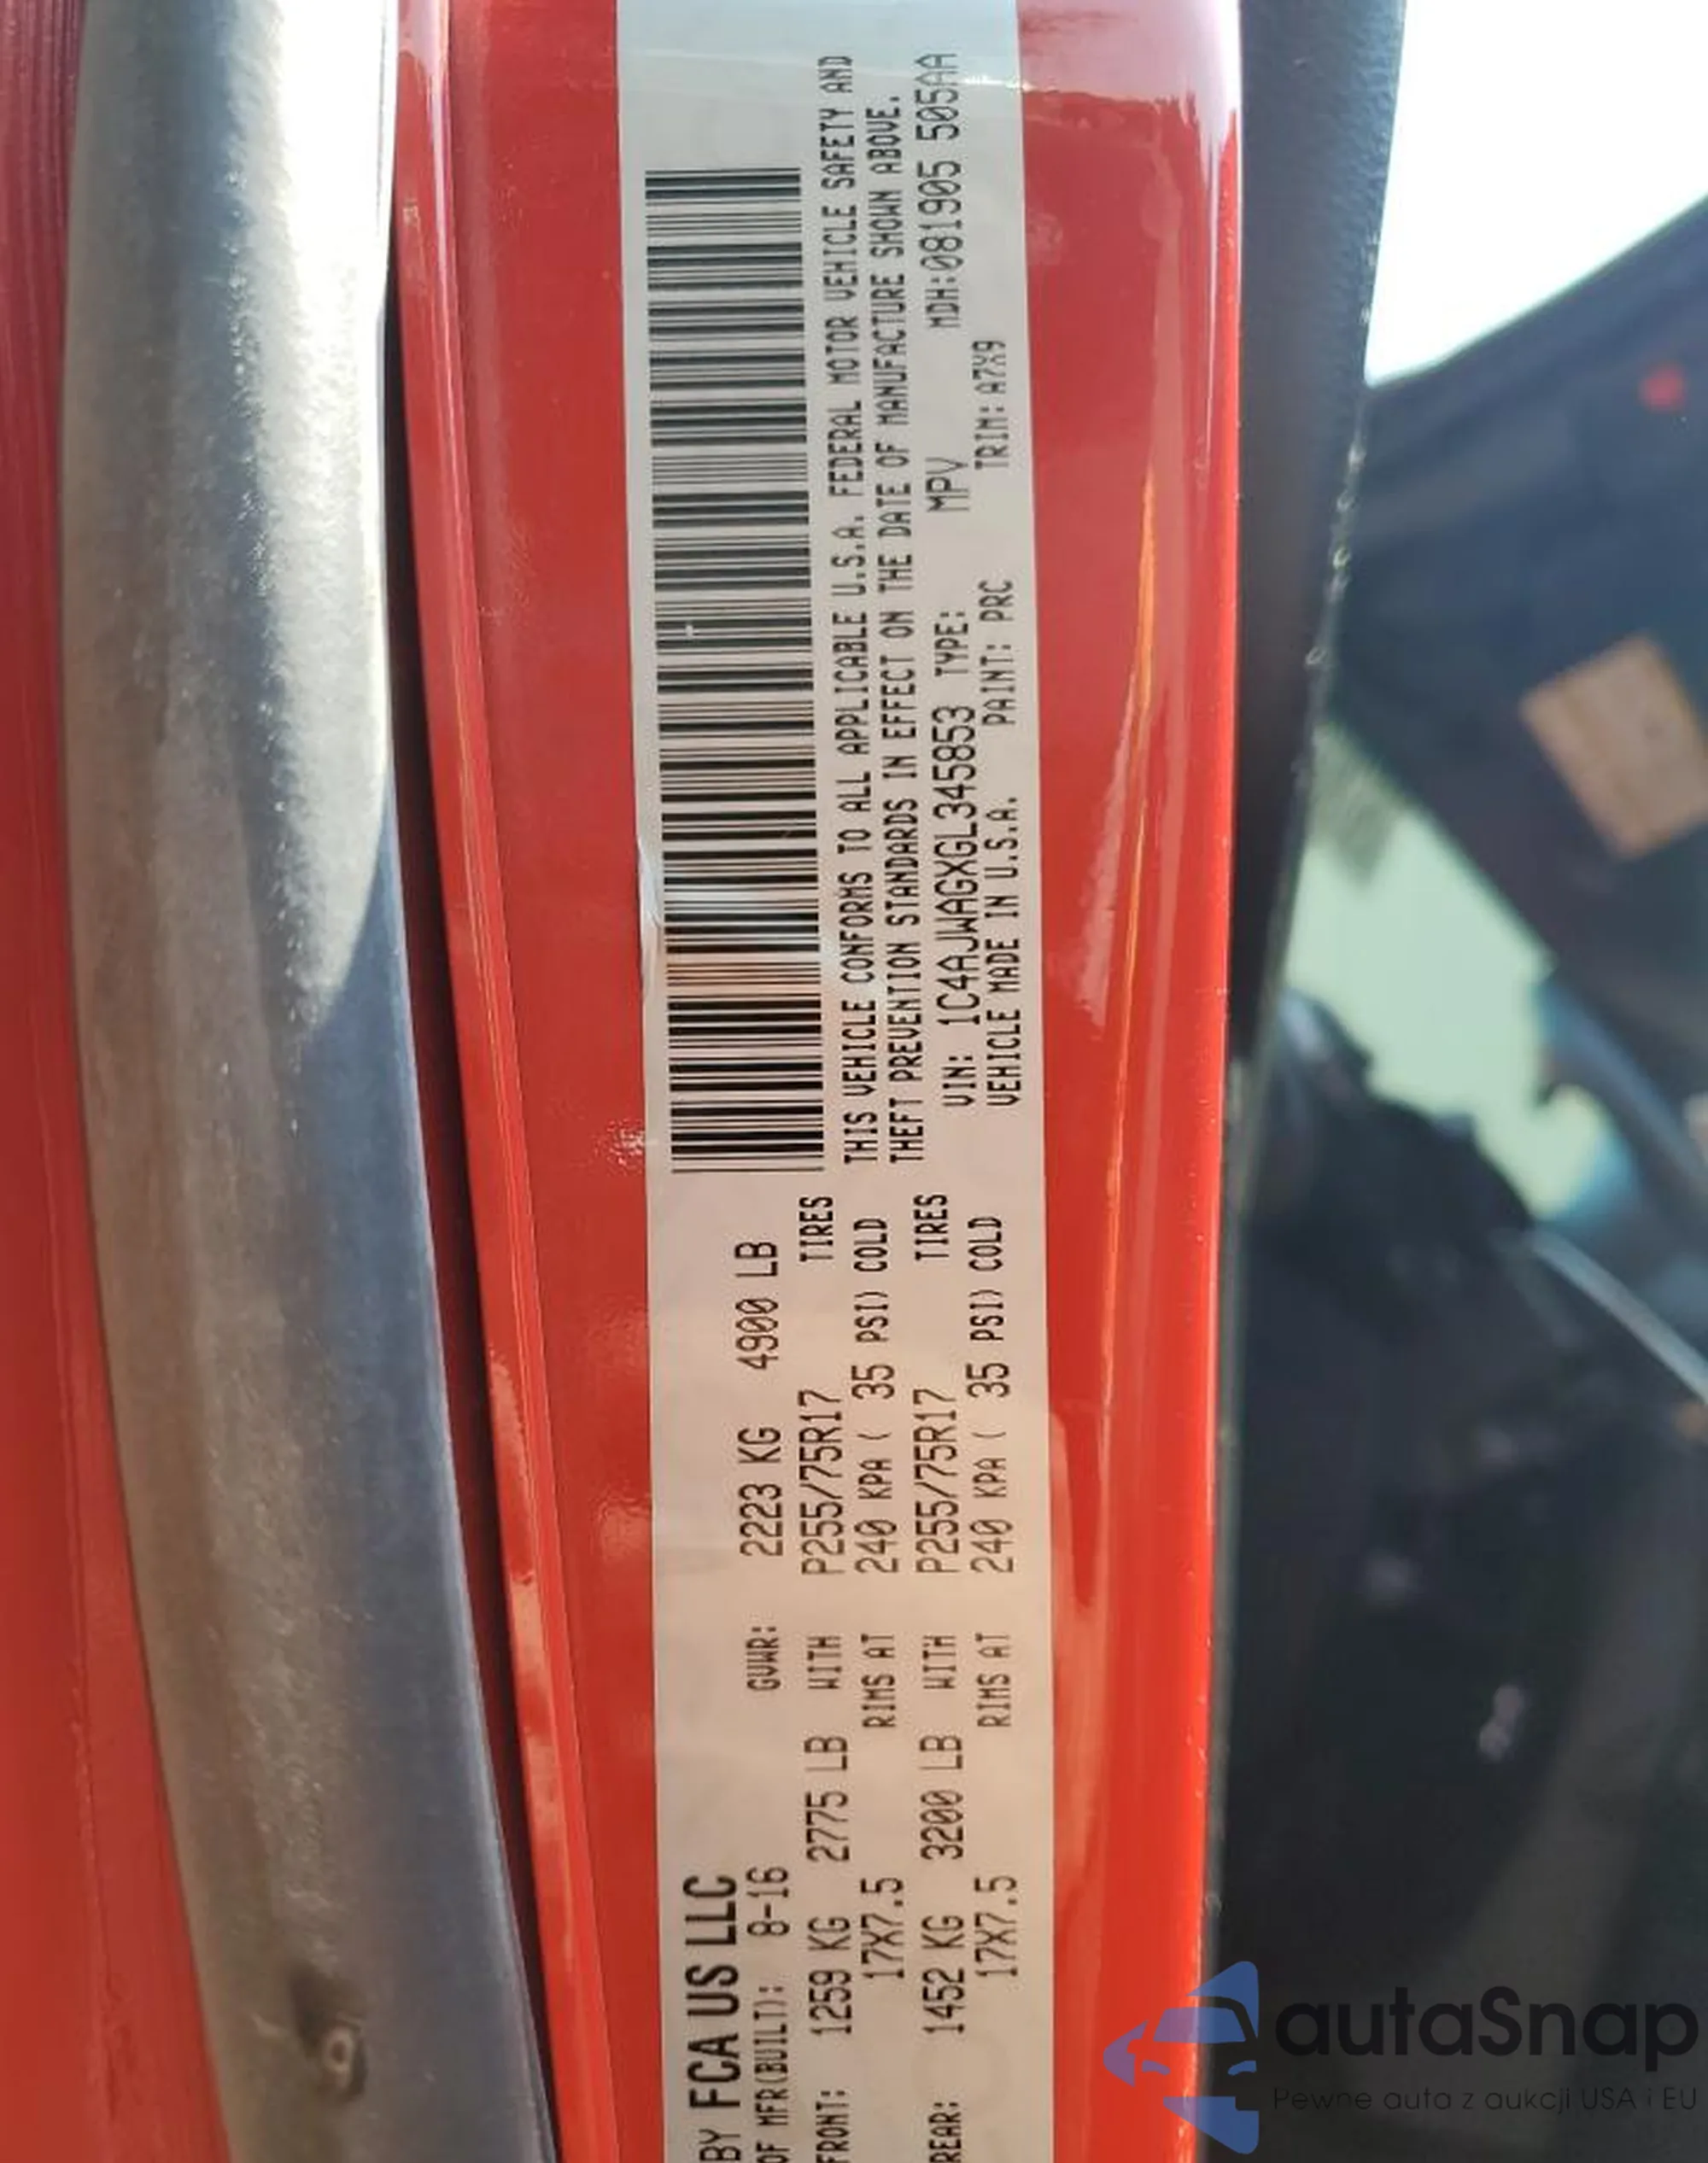 BY FCA US LLC
OF MFR(BUILT): 8-16 GVWR: 2223 KG 4900 LB
FRONT: 1259 KG 2775 LB WITH P255/75R17 TIRES
17X7.5 RIMS AT 240 KPA ( 35 PSI) COLD
REAR: 1452 KG 3200 LB WITH P255/75R17 TIRES
17X7.5 RIMS AT 240 KPA ( 35 PSI) COLD
THIS VEHICLE CONFORMS TO ALL APPLICABLE U.S.A. FEDERAL MOTOR VEHICLE SAFETY AND
THEFT PREVENTION STANDARDS IN EFFECT ON THE DATE OF MANUFACTURE SHOWN ABOVE.
VIN: 1C4AJWAGXGL345853 TYPE: MPV MDH:081905 505AA
VEHICLE MADE IN U.S.A. PAINT: PRC TRIM: A7X9
autaSnap
Pewne auta z aukcji USA i EU